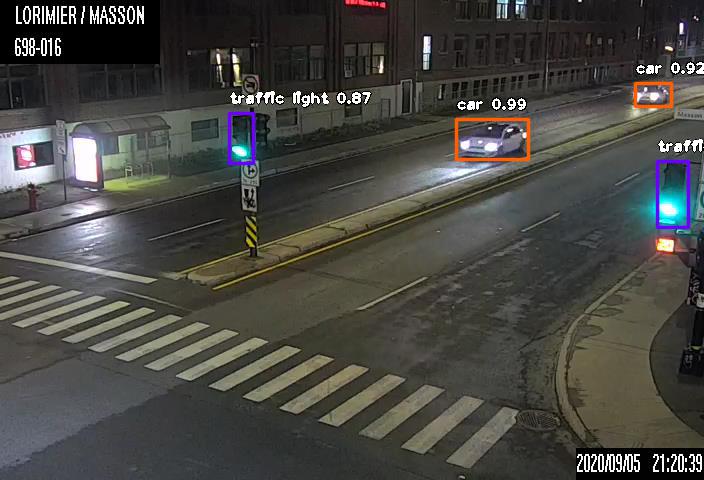 LORIMIER / MASSON
698-016
car 0.92
traffic light 0.87
car 0.99
Masson
traffi
2020/09/05 21:20:39